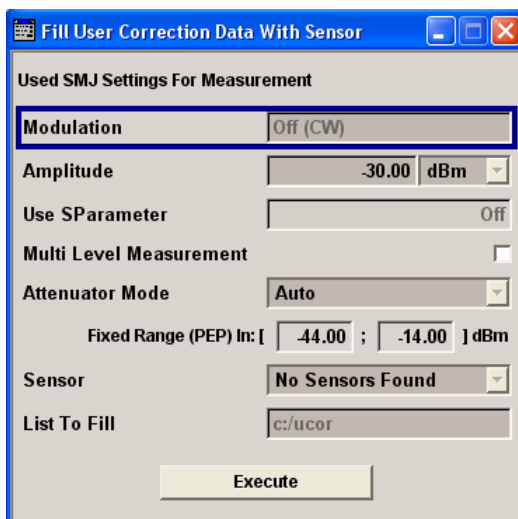 Fill User Correction Data With Sensor
Used SMJ Settings For Measurement
Modulation Off (CW)
Amplitude -30.00 dBm
Use SParameter Off
Multi Level Measurement
Attenuator Mode Auto
Fixed Range (PEP) In: [ -44.00 ; -14.00 ] dBm
Sensor No Sensors Found
List To Fill c:/ucor
Execute